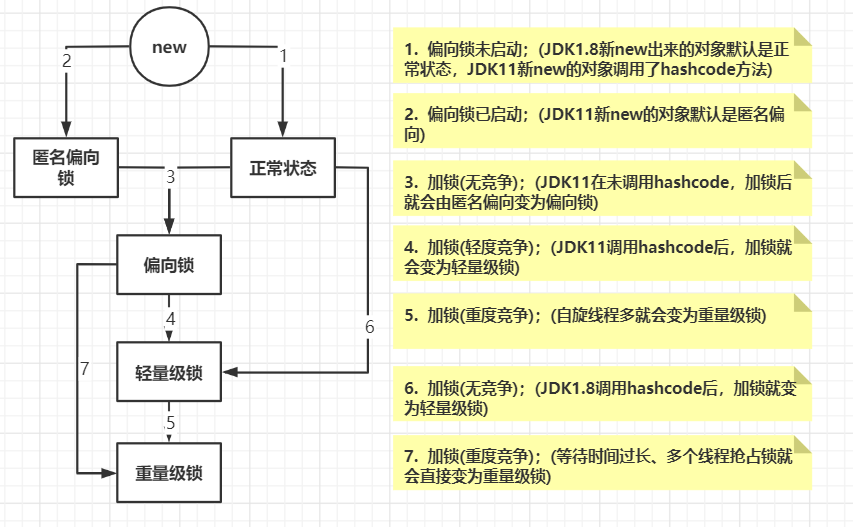 new
2
1
匿名偏向
锁
正常状态
3
偏向锁
4
6
7
轻量级锁
5
重量级锁
1. 偏向锁未启动；(JDK1.8新new出来的对象默认是正
常状态，JDK11新new的对象调用了hashcode方法)
2. 偏向锁已启动；(JDK11新new的对象默认是匿名偏
向)
3. 加锁(无竞争)；(JDK11在未调用hashcode，加锁后
就会由匿名偏向变为偏向锁)
4. 加锁(轻度竞争)；(JDK11调用hashcode后，加锁就
会变为轻量级锁)
5. 加锁(重度竞争)；(自旋线程多就会变为重量级锁)
6. 加锁(无竞争)；(JDK1.8调用hashcode后，加锁就变
为轻量级锁)
7. 加锁(重度竞争)；(等待时间过长、多个线程抢占锁就
会直接变为重量级锁)